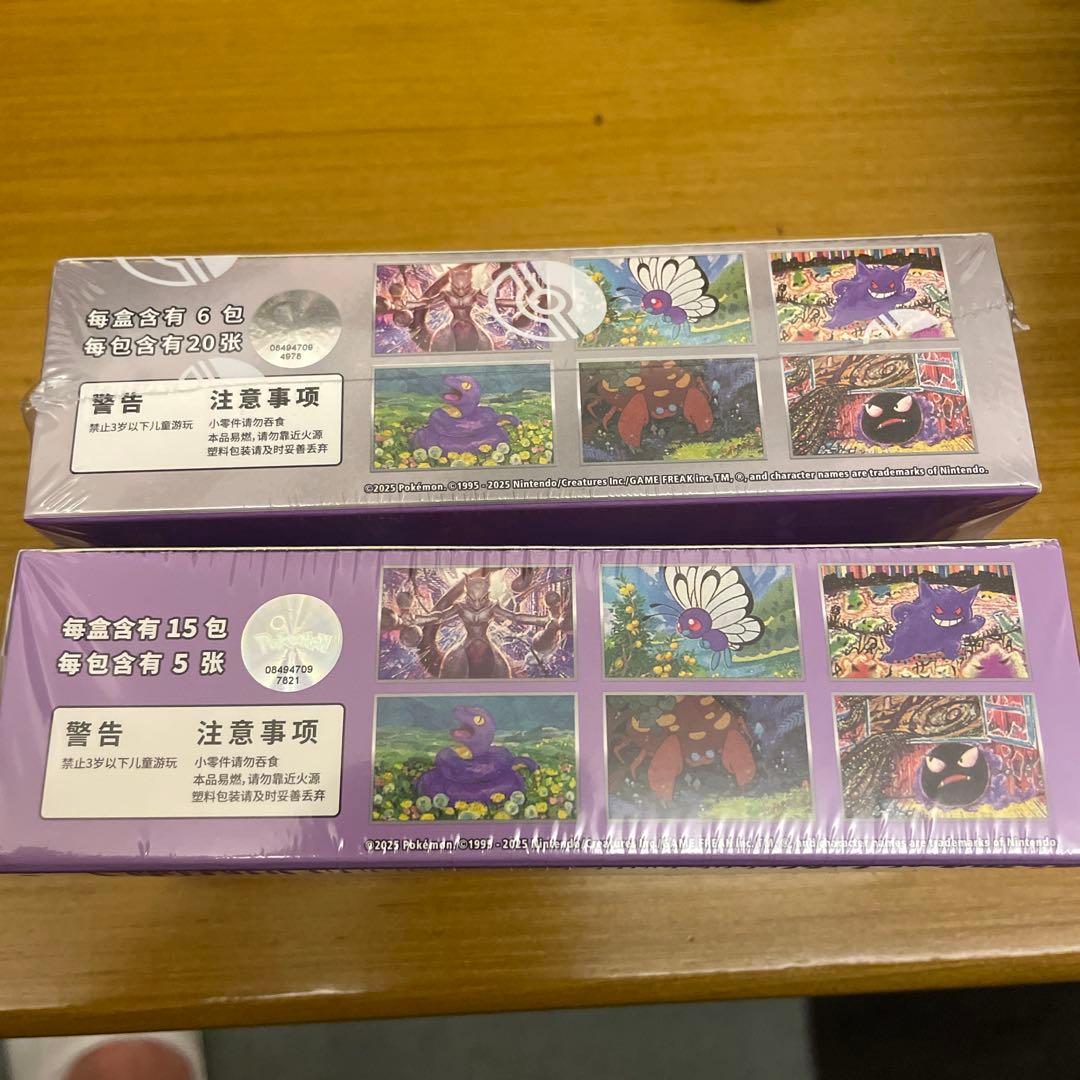 每盒含有 6 包
每包含有20张
08494709
4978
警告
禁止3岁以下儿童游玩
注意事项
小零件请勿吞食
本品易燃,请勿靠近火源
塑料包装请及时妥善丢弃
©2025 Pokémon. ©1995 - 2025 Nintendo/Creatures Inc./GAME FREAK inc. TM, ®, and character names are trademarks of Nintendo.
每盒含有 15 包
每包含有 5 张
Pokémon
08494709
7821
警告
禁止3岁以下儿童游玩
注意事项
小零件请勿吞食
本品易燃,请勿靠近火源
塑料包装请及时妥善丢弃
©2025 Pokémon. ©1995 - 2025 Nintendo/Creatures Inc./GAME FREAK inc. TM, ®, and character names are trademarks of Nintendo.